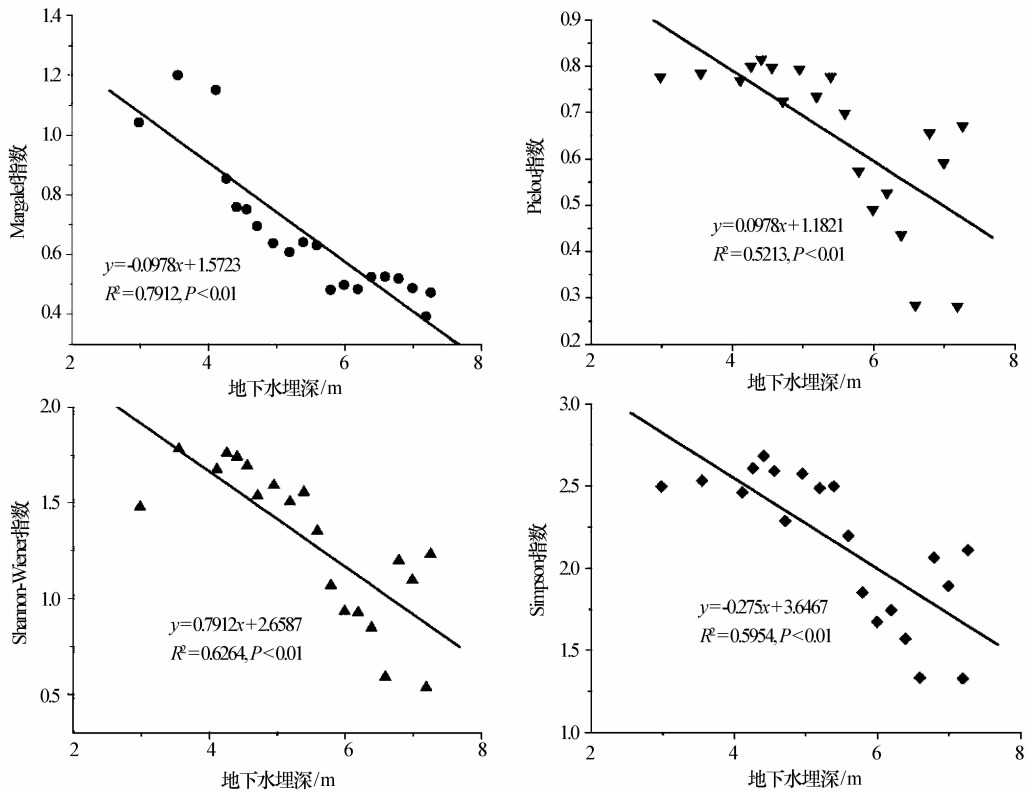 1.4
1.2
1.0
0.8
0.6
0.4
Margalef指数
y=-0.0978x+1.5723
R²=0.7912, P<0.01
2
4
6
8
地下水埋深/m
0.9
0.8
0.7
0.6
0.5
0.4
0.3
0.2
Pielou指数
y=0.0978x+1.1821
R²=0.5213, P<0.01
2
4
6
8
地下水埋深/m
2.0
1.5
1.0
0.5
Shannon-Wiener指数
y=0.7912x+2.6587
R²=0.6264, P<0.01
2
4
6
8
地下水埋深/m
3.0
2.5
2.0
1.5
1.0
Simpson指数
y=-0.275x+3.6467
R²=0.5954, P<0.01
2
4
6
8
地下水埋深/m